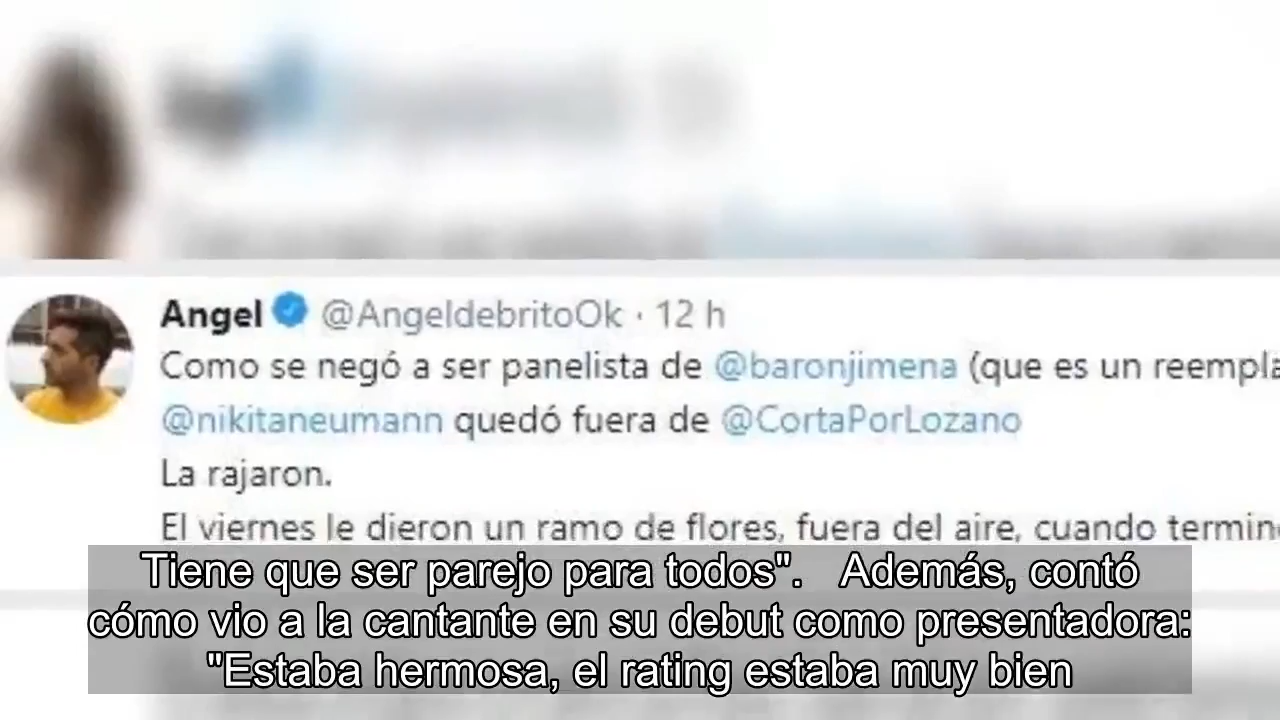 Angel @AngeldebritoOk · 12 h
Como se negó a ser panelista de @baronjimena (que es un
@nikitaneumann quedó fuera de @CortaPorLozano
La rajaron.
El viernes le dieron un ramo de flores, fuera del aire, cuando
Tiene que ser parejo para todos". Además, contó
cómo vio a la cantante en su debut como presentadora:
"Estaba hermosa, el rating estaba muy bien